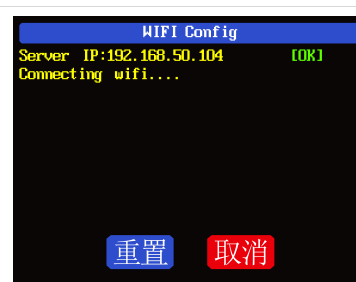 WIFI Config
Server IP:192.168.50.104 [OK]
Connecting wifi....
重置 取消